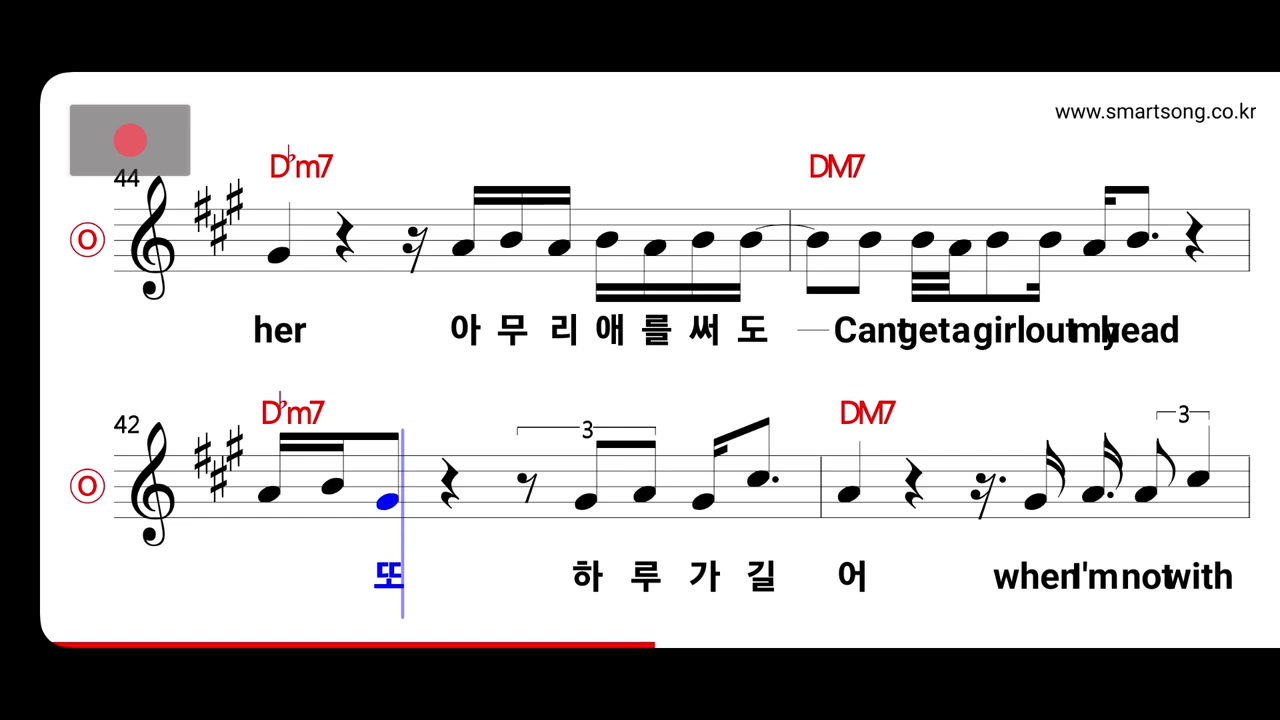 www.smartsong.co.kr
44
D♭m7 DM7
O
her 아 무 리 애 를 써 도 Cant get a girl out my head
42
D♭m7 3 DM7 3
O
또 하 루 가 길 어 when I'm not with